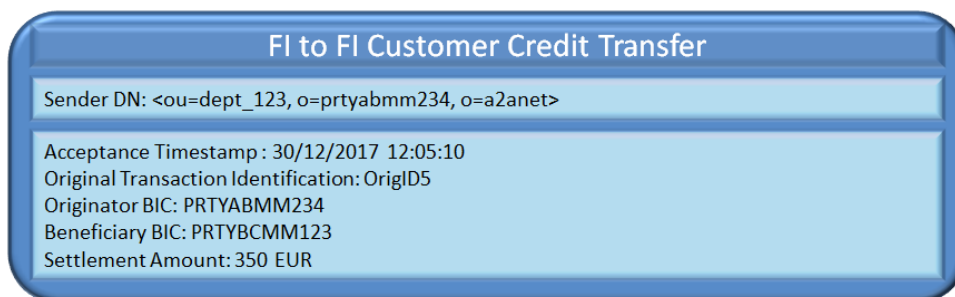 FI to FI Customer Credit Transfer
Sender DN: <ou=dept_123, o=prtyabmm234, o=a2anet>
Acceptance Timestamp : 30/12/2017 12:05:10
Original Transaction Identification: OrigID5
Originator BIC: PRTYABMM234
Beneficiary BIC: PRTYBCMM123
Settlement Amount: 350 EUR